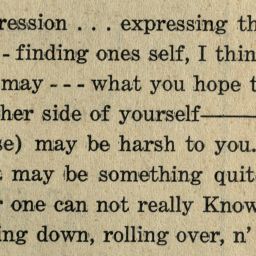 ression . . . expressing th
- finding ones self, I thin
may - - - what you hope t
her side of yourself———
se) may be harsh to you.
may be something quit
one can not really Know
ing down, rolling over, n'